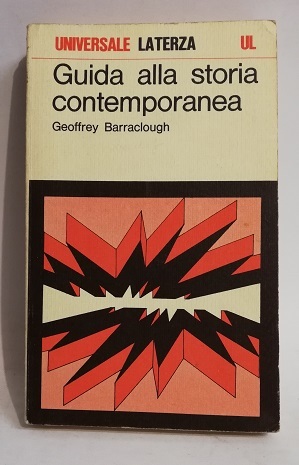 UNIVERSALE LATERZA UL
Guida alla storia
contemporanea
Geoffrey Barraclough